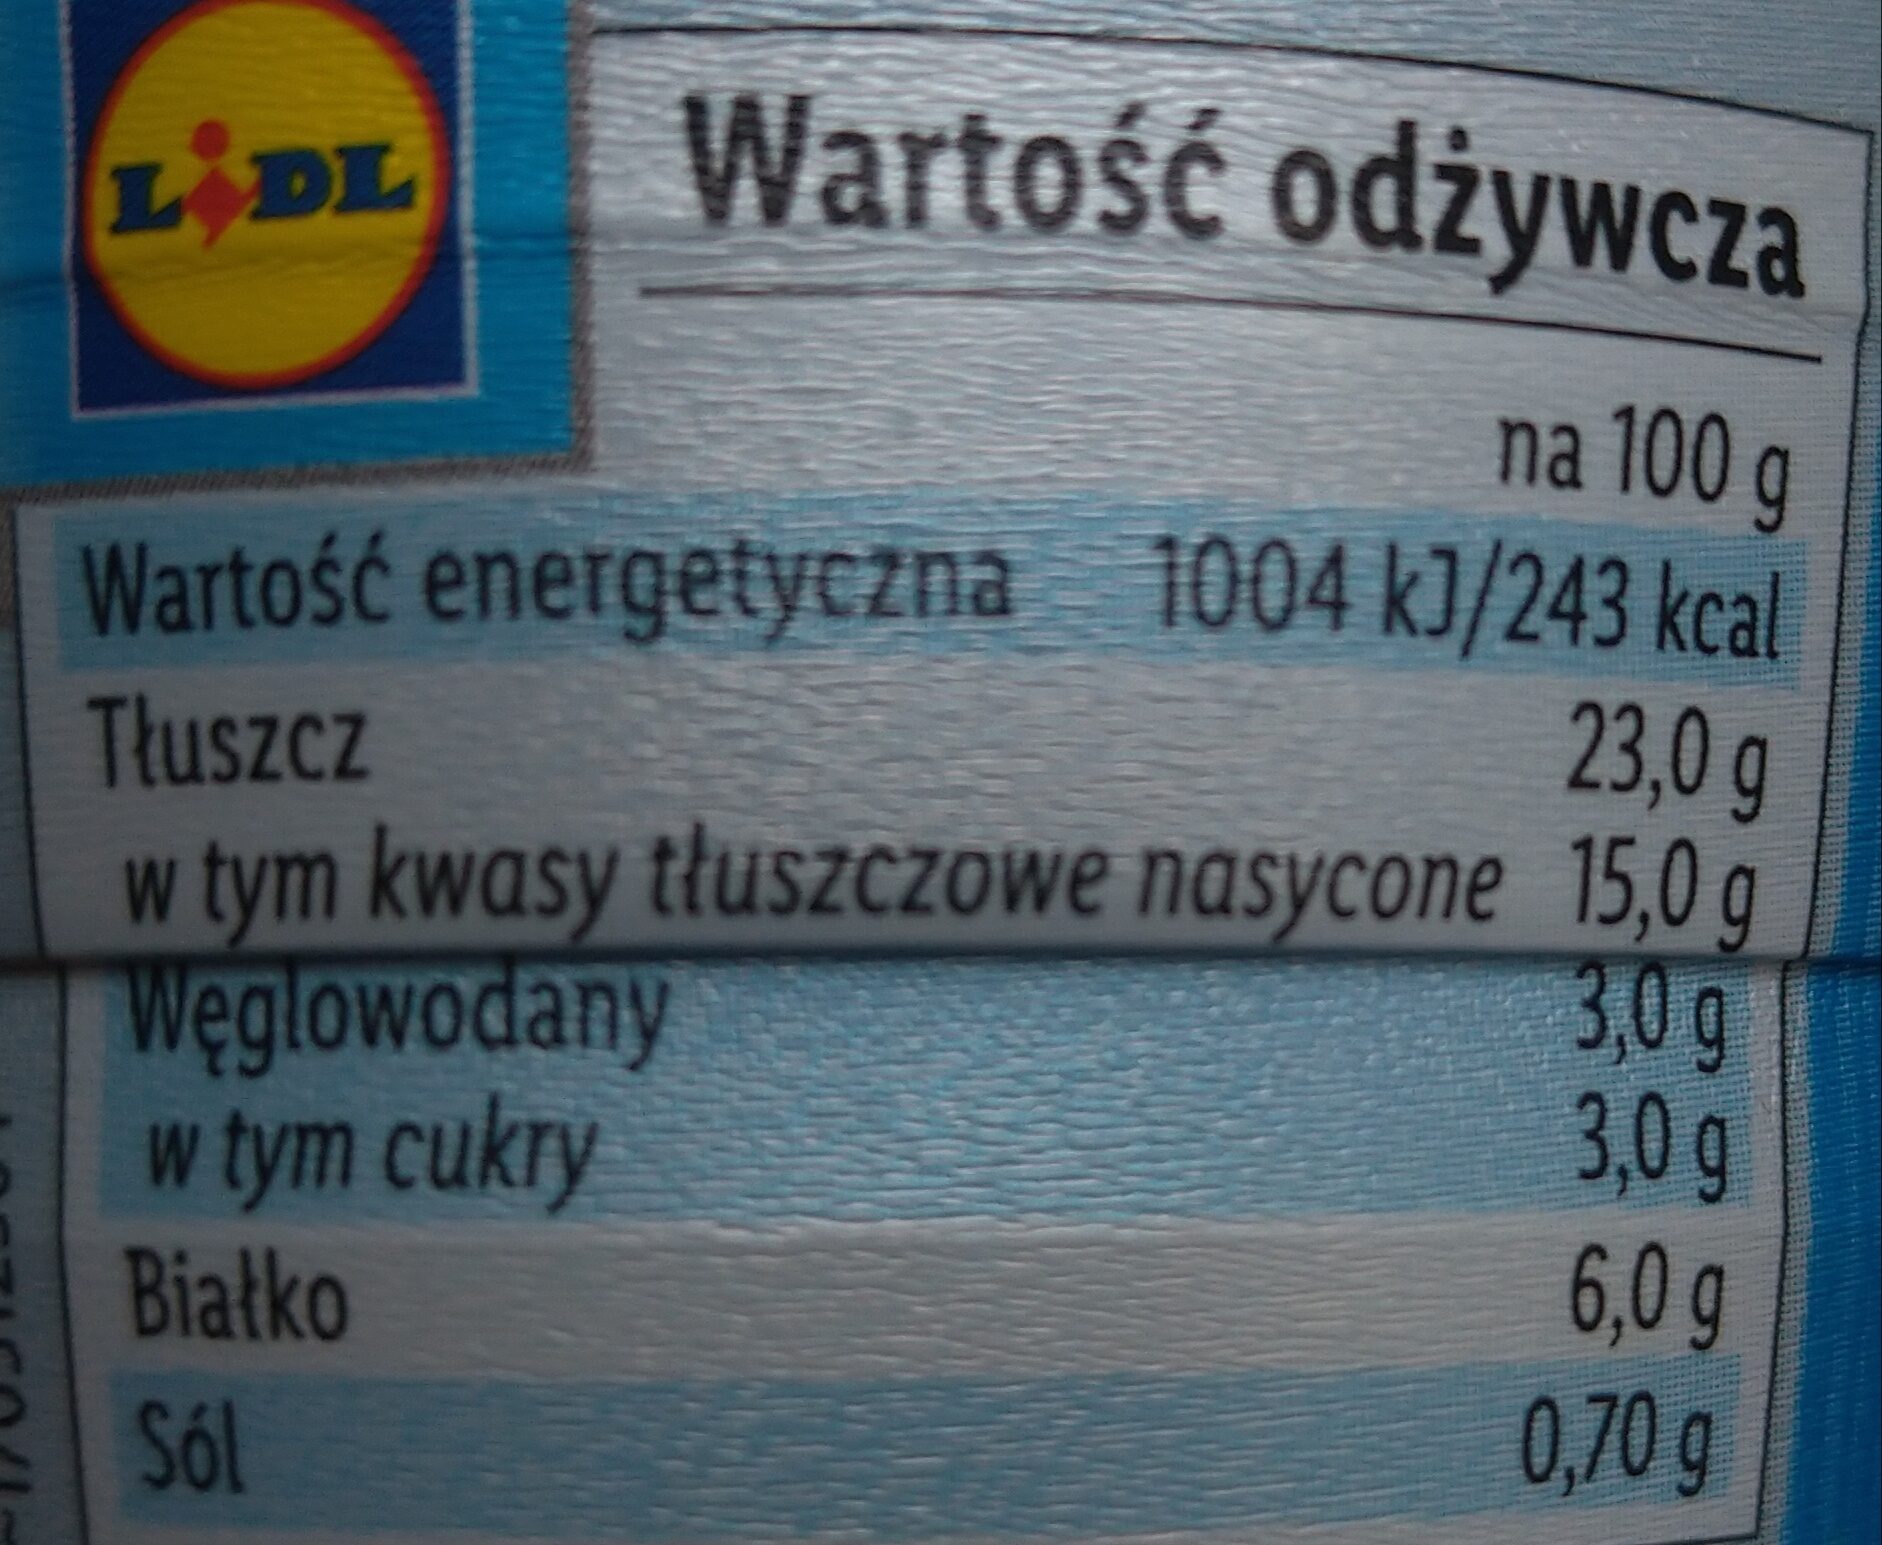 LIDL
Wartość odżywcza
na 100 g
Wartość energetyczna 1004 kJ/243 kcal
Tłuszcz 23,0 g
w tym kwasy tłuszczowe nasycone 15,0 g
Węglowodany 3,0 g
w tym cukry 3,0 g
Białko 6,0 g
Sól 0,70 g